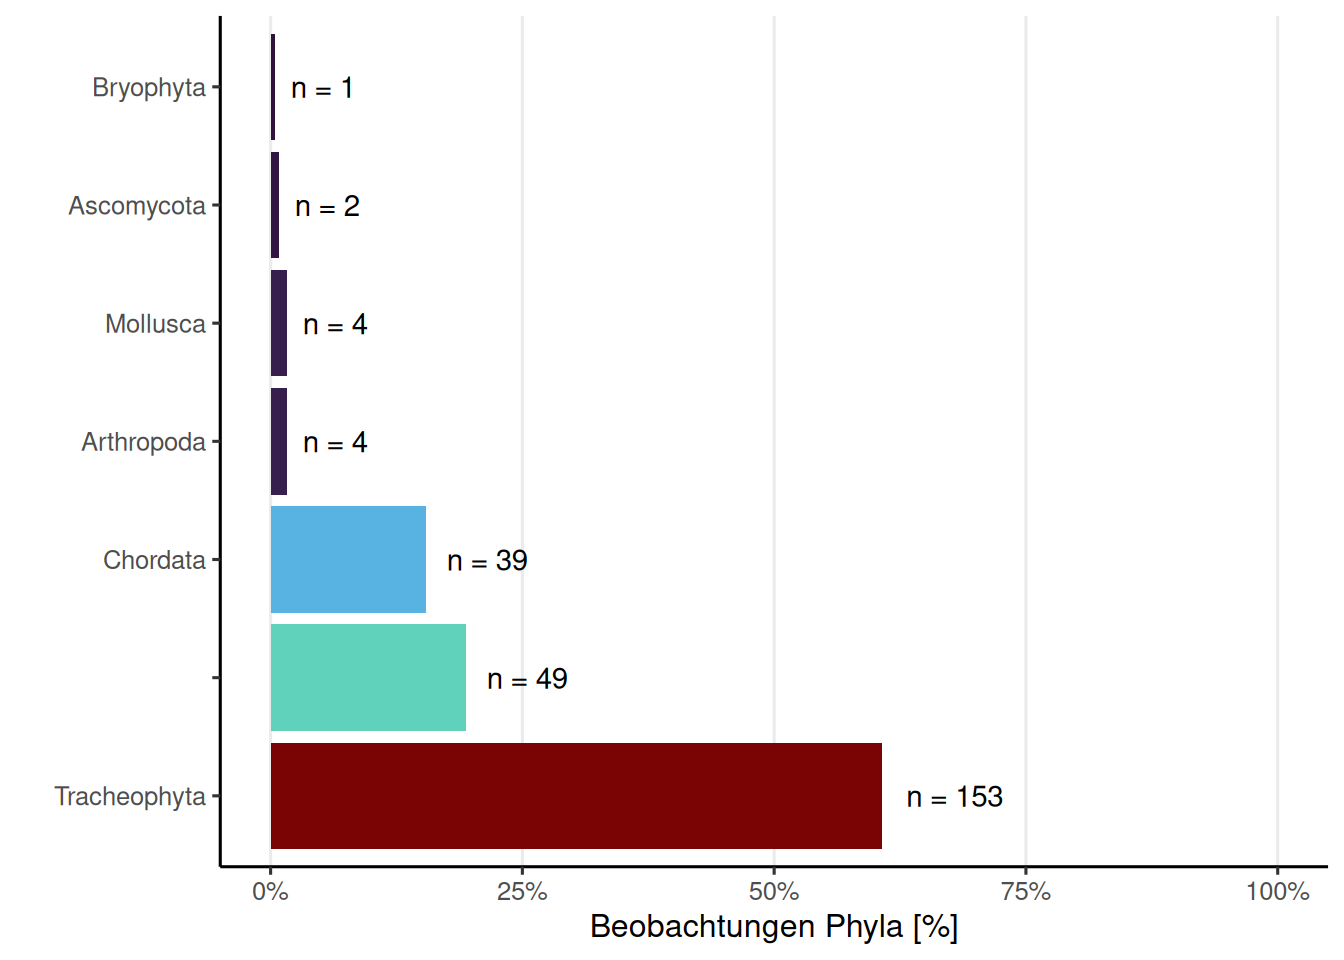 Bryophyta n = 1
Ascomycota n = 2
Mollusca n = 4
Arthropoda n = 4
Chordata n = 39
n = 49
Tracheophyta n = 153
0% 25% 50% 75% 100%
Beobachtungen Phyla [%]